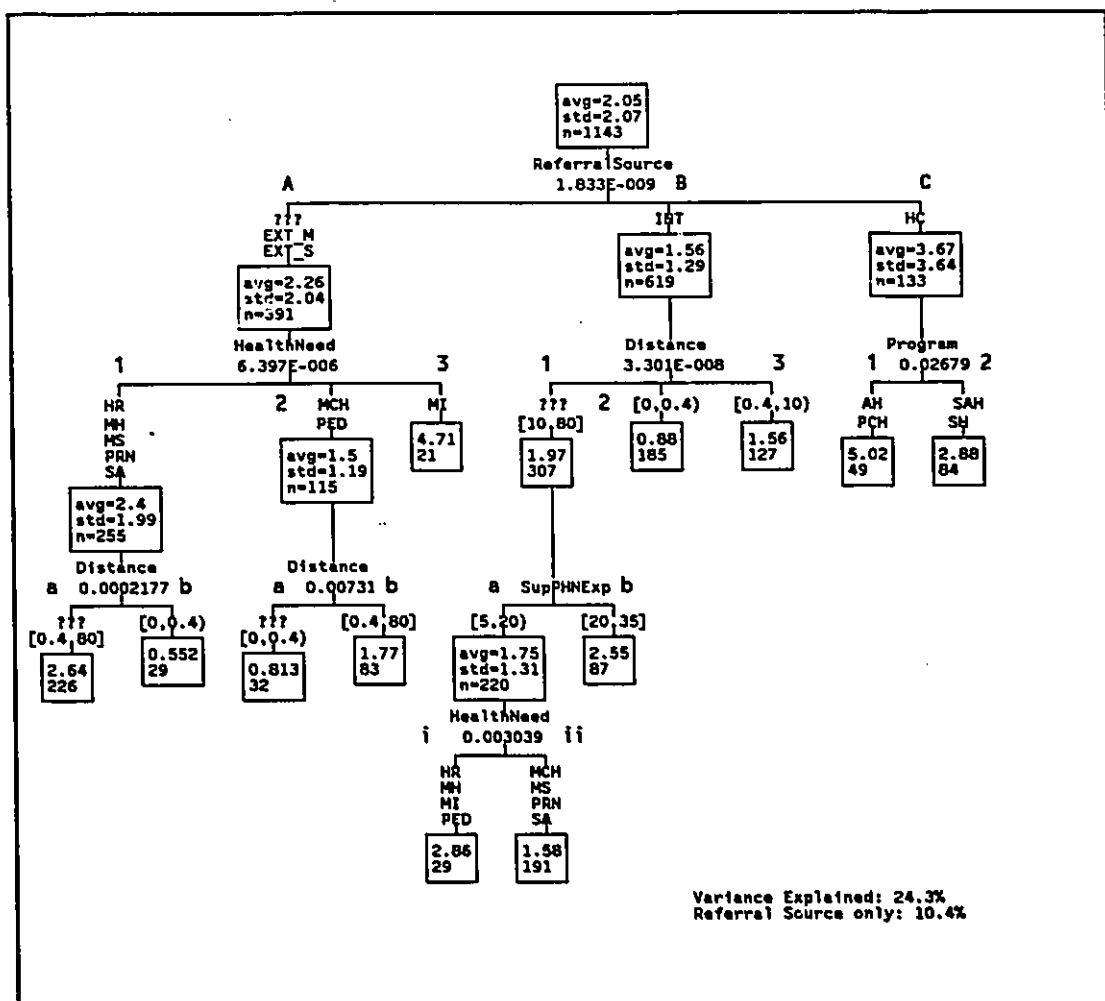 avg=2.05
std=2.07
n=1143
ReferralSource
1.833E-009
A
B
C
???
EXT_M
EXT_S
INT
HC
avg=2.26
std=2.04
n=391
avg=1.56
std=1.29
n=619
avg=3.67
std=3.64
n=133
HealthNeed
6.397E-006
Distance
3.301E-008
Program
0.02679
1
2
3
1
2
3
1
2
HR
MH
MS
PRN
SA
MCH
PED
MI
???
[10,80]
[0,0.4)
[0.4,10)
AH
PCH
SAH
SH
avg=2.4
std=1.99
n=255
avg=1.5
std=1.19
n=115
4.71
21
1.97
307
0.88
185
1.56
127
5.02
49
2.88
84
Distance
a 0.0002177 b
Distance
a 0.00731 b
a SupPHNExp b
???
[0.4,80]
[0,0.4)
???
[0,0.4)
[0.4,80]
[5,20)
[20,35]
2.64
226
0.552
29
0.813
32
1.77
83
avg=1.75
std=1.31
n=220
2.55
87
HealthNeed
i 0.003039 ii
HR
MH
MI
PED
MCH
MS
PRN
SA
2.86
29
1.58
191
Variance Explained: 24.3%
Referral Source only: 10.4%